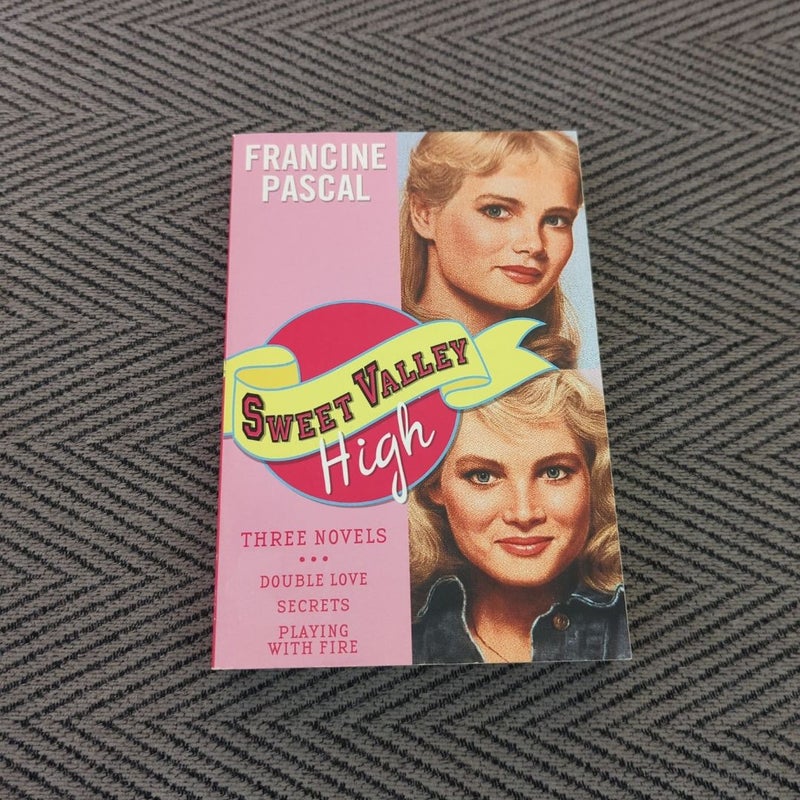 FRANCINE
PASCAL
SWEET VALLEY
High
THREE NOVELS
DOUBLE LOVE
SECRETS
PLAYING
WITH FIRE